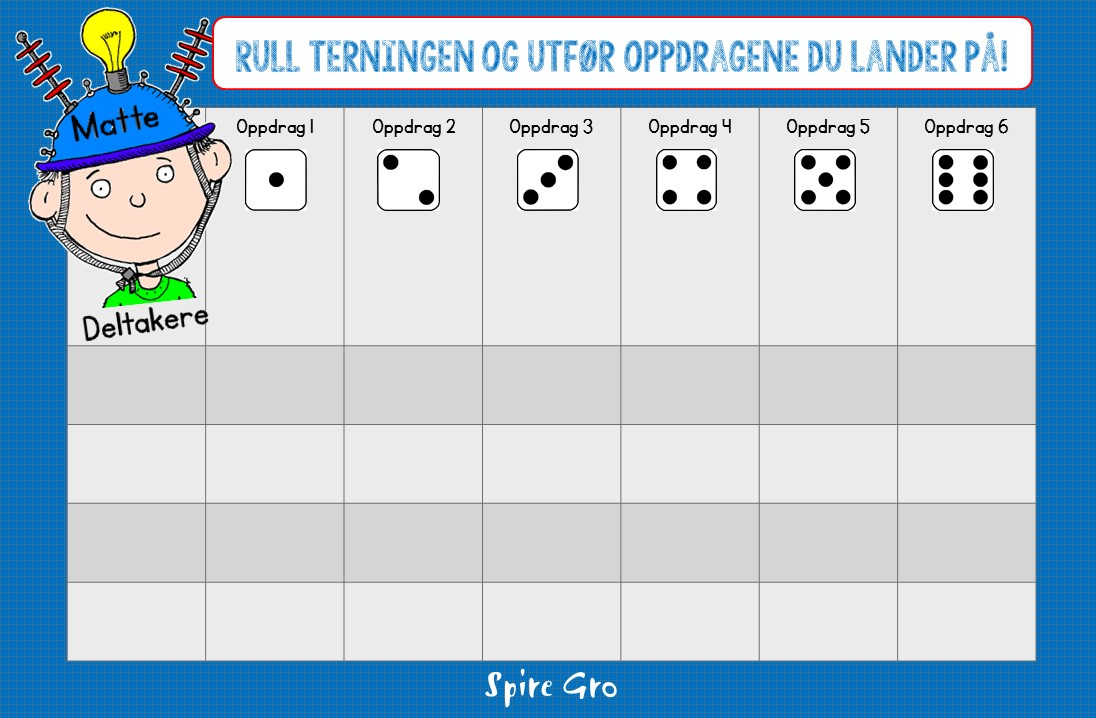 RULL TERNINGEN OG UTFØR OPPDRAGENE DU LANDER PÅ!
Matte
Oppdrag 1
Oppdrag 2
Oppdrag 3
Oppdrag 4
Oppdrag 5
Oppdrag 6
Deltakere
Spire Gro